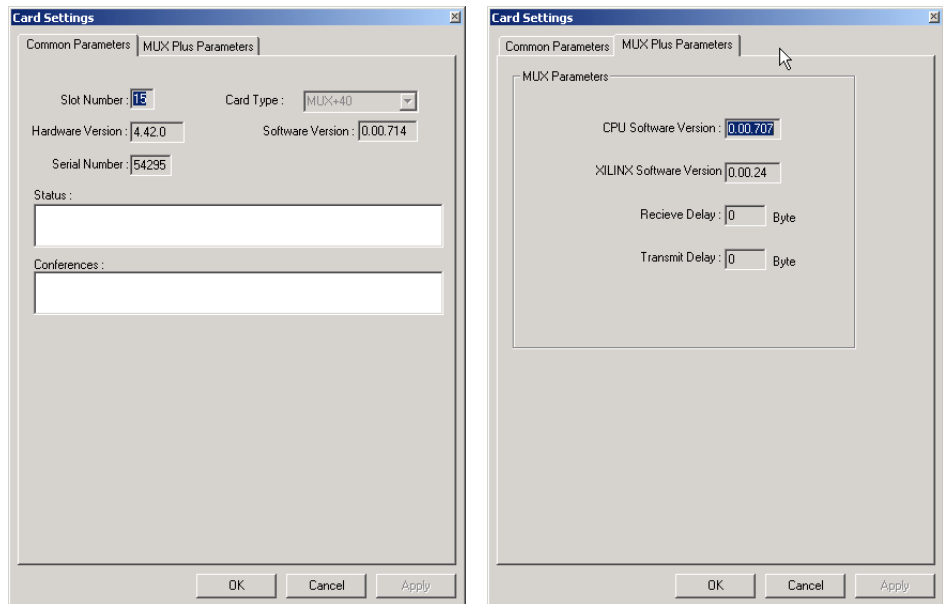 Card Settings
Common Parameters MUX Plus Parameters
Slot Number : 15 Card Type : MUX+40
Hardware Version : 4.42.0 Software Version : 0.00.714
Serial Number : 54295
Status :
Conferences :
OK Cancel Apply
Card Settings
Common Parameters MUX Plus Parameters
MUX Parameters
CPU Software Version : 0.00.707
XILINX Software Version 0.00.24
Recieve Delay : 0 Byte
Transmit Delay : 0 Byte
OK Cancel Apply